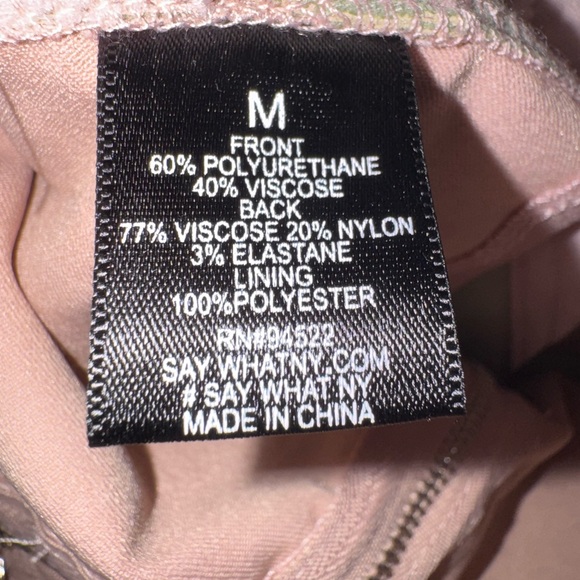 M
FRONT
60% POLYURETHANE
40% VISCOSE
BACK
77% VISCOSE 20% NYLON
3% ELASTANE
LINING
100%POLYESTER
RN#94522
SAY WHATNY.COM
# SAY WHAT NY
MADE IN CHINA